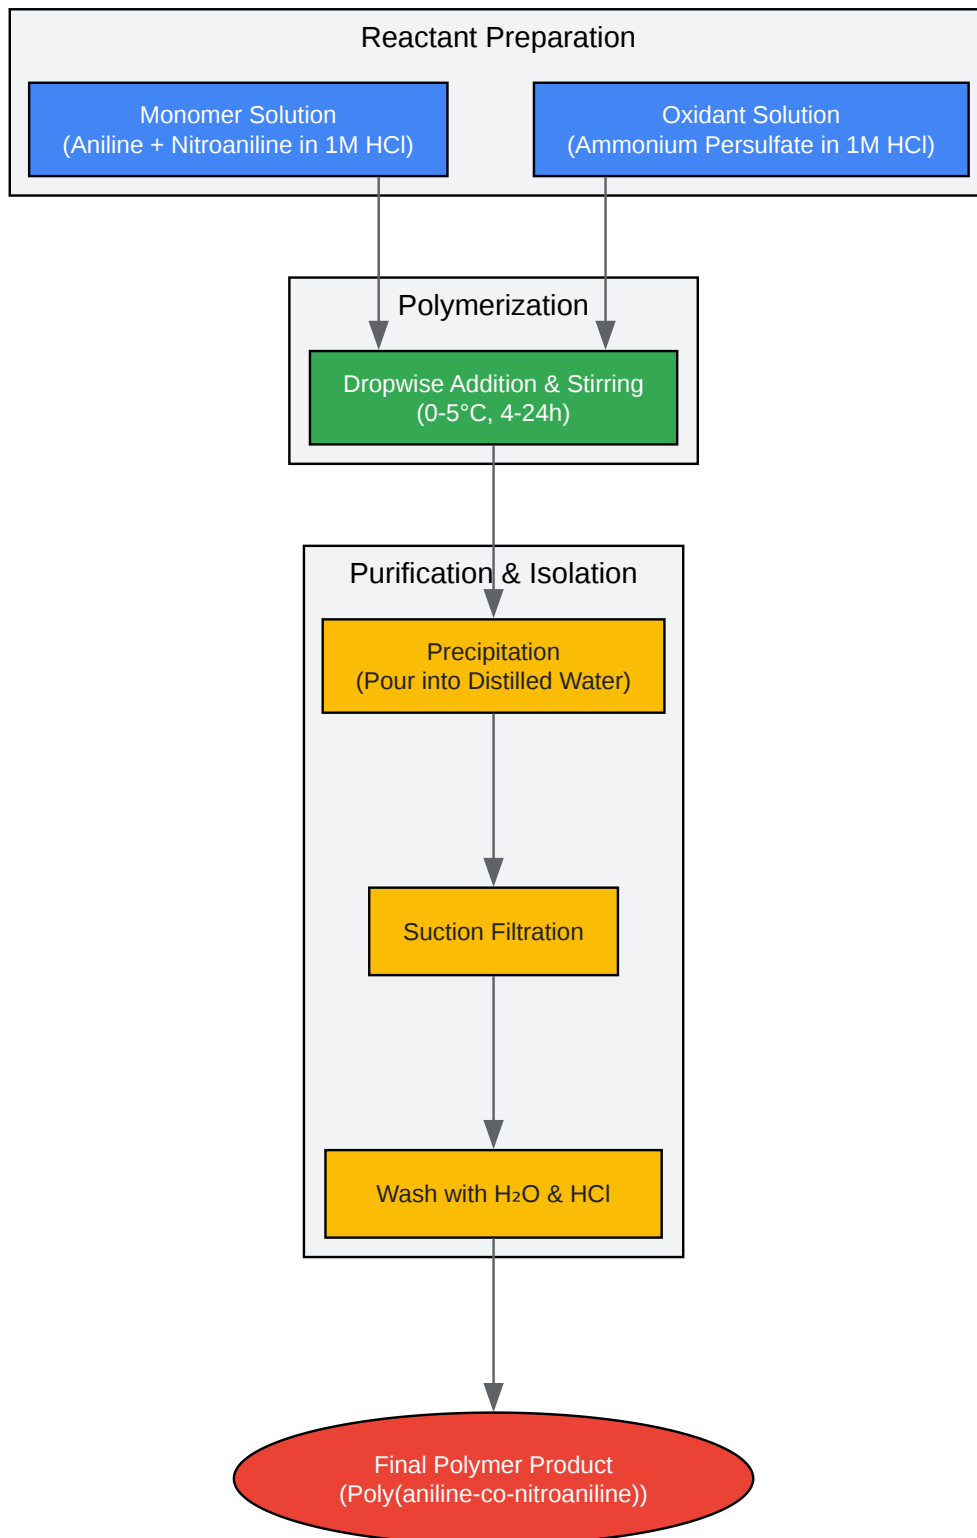 Reactant Preparation
Monomer Solution
(Aniline + Nitroaniline in 1M HCl)
Oxidant Solution
(Ammonium Persulfate in 1M HCl)
Polymerization
Dropwise Addition & Stirring
(0-5°C, 4-24h)
Purification & Isolation
Precipitation
(Pour into Distilled Water)
Suction Filtration
Wash with H₂O & HCl
Final Polymer Product
(Poly(aniline-co-nitroaniline))